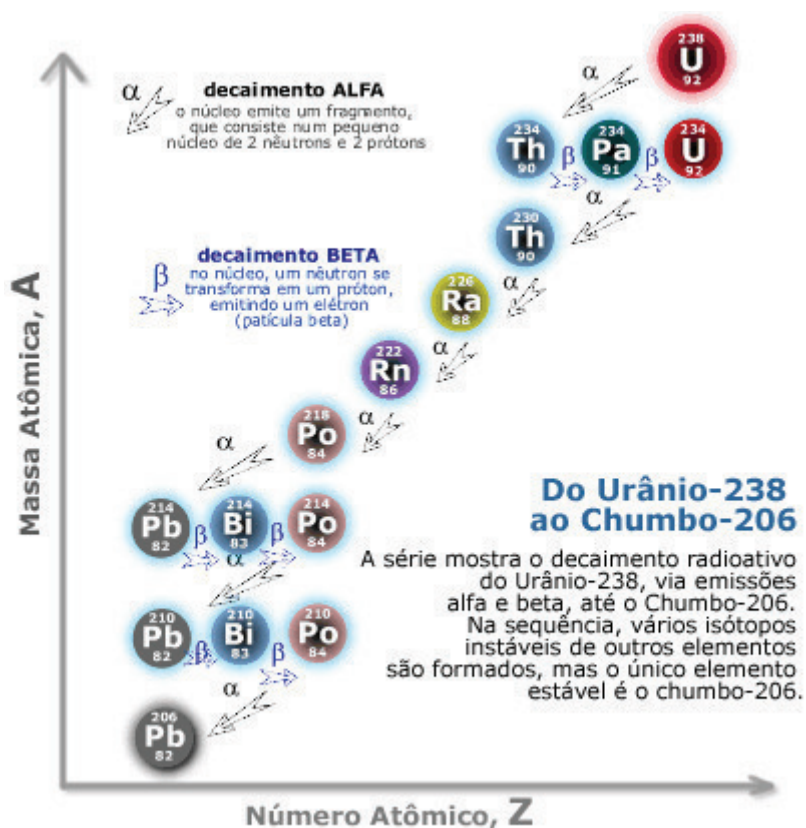 238
U
92
α
decaimento ALFA
o núcleo emite um fragmento,
que consiste num pequeno
núcleo de 2 nêutrons e 2 prótons
α
234
Th
90
β
234
Pa
91
β
234
U
92
α
230
Th
90
decaimento BETA
β
no núcleo, um nêutron se
transforma em um próton,
emitindo um elétron
(patícula beta)
α
226
Ra
88
α
222
Rn
86
α
218
Po
84
α
214
Pb
82
β
214
Bi
83
β
214
Po
84
α
210
Pb
82
β
210
Bi
83
β
210
Po
84
α
206
Pb
82
Do Urânio-238
ao Chumbo-206
A série mostra o decaimento radioativo
do Urânio-238, via emissões
alfa e beta, até o Chumbo-206.
Na sequência, vários isótopos
instáveis de outros elementos
são formados, mas o único elemento
estável é o chumbo-206.
Massa Atômica, A
Número Atômico, Z